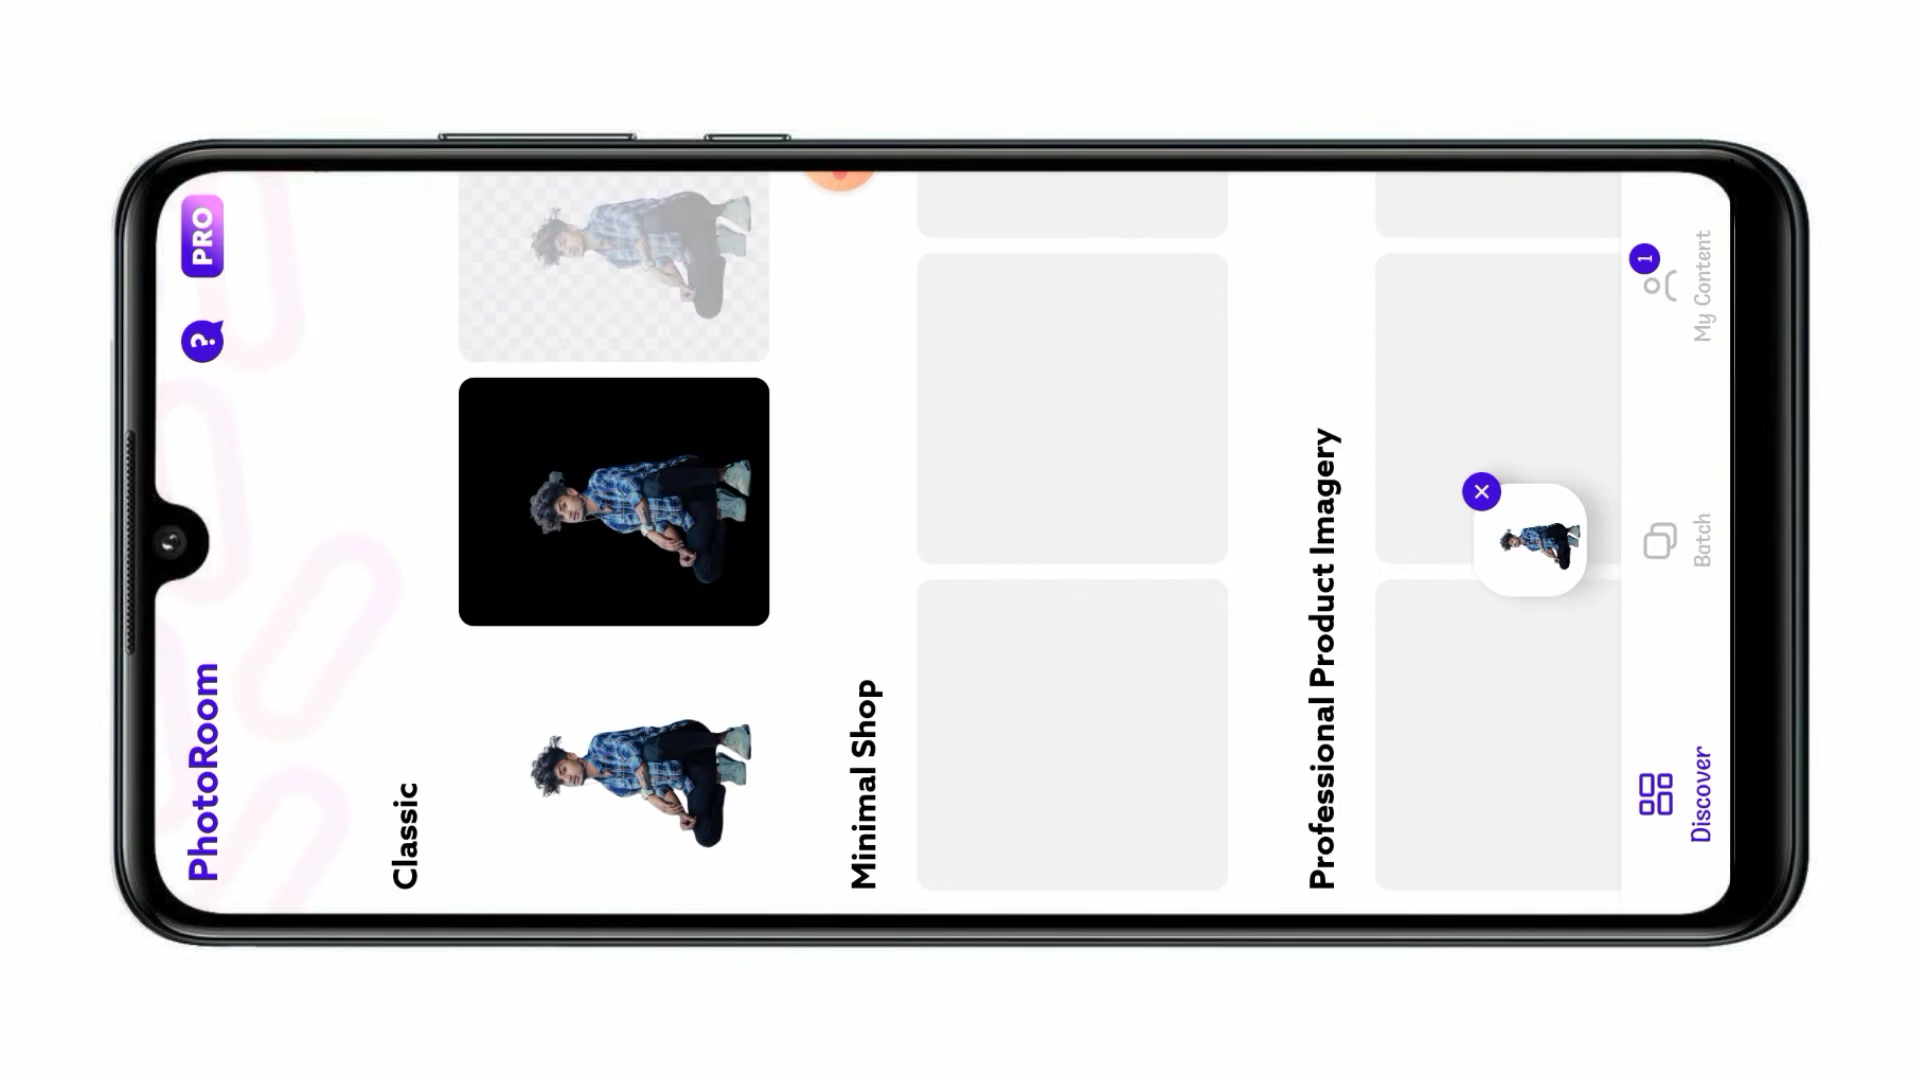 PhotoRoom
?
PRO
Classic
Minimal Shop
Professional Product Imagery
Discover
Batch
1
My Content